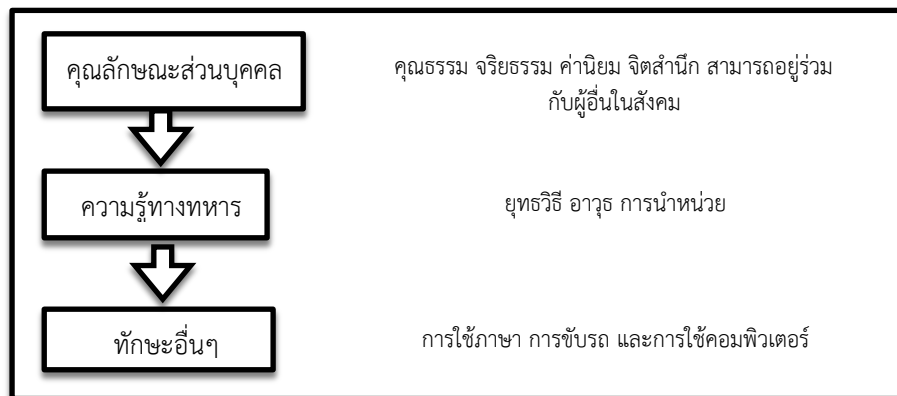 คุณลักษณะส่วนบุคคล
คุณธรรม จริยธรรม ค่านิยม จิตสำนึก สามารถอยู่ร่วม
กับผู้อื่นในสังคม
ความรู้ทางทหาร
ยุทธวิธี อาวุธ การนำหน่วย
ทักษะอื่นๆ
การใช้ภาษา การขับรถ และการใช้คอมพิวเตอร์